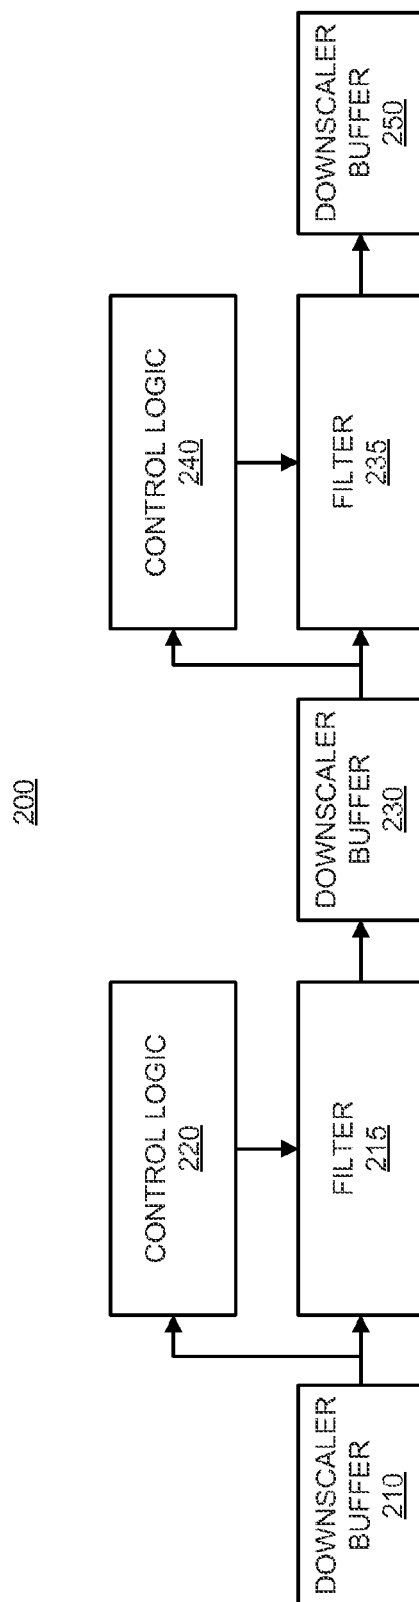 200
DOWNSCALER
BUFFER
210
CONTROL LOGIC
220
FILTER
215
DOWNSCALER
BUFFER
230
CONTROL LOGIC
240
FILTER
235
DOWNSCALER
BUFFER
250